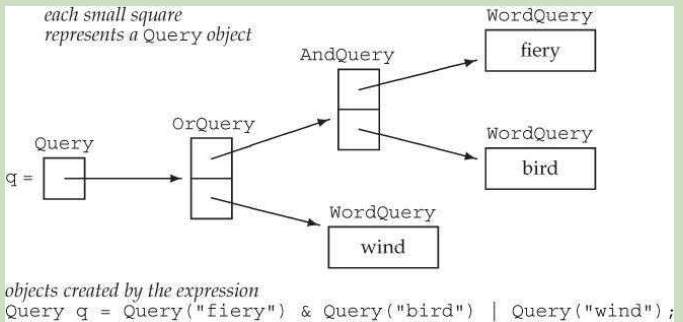 each small square
represents a Query object
WordQuery
fiery
AndQuery
OrQuery
Query
q =
WordQuery
bird
WordQuery
wind
objects created by the expression
Query q = Query("fiery") & Query("bird") | Query("wind");